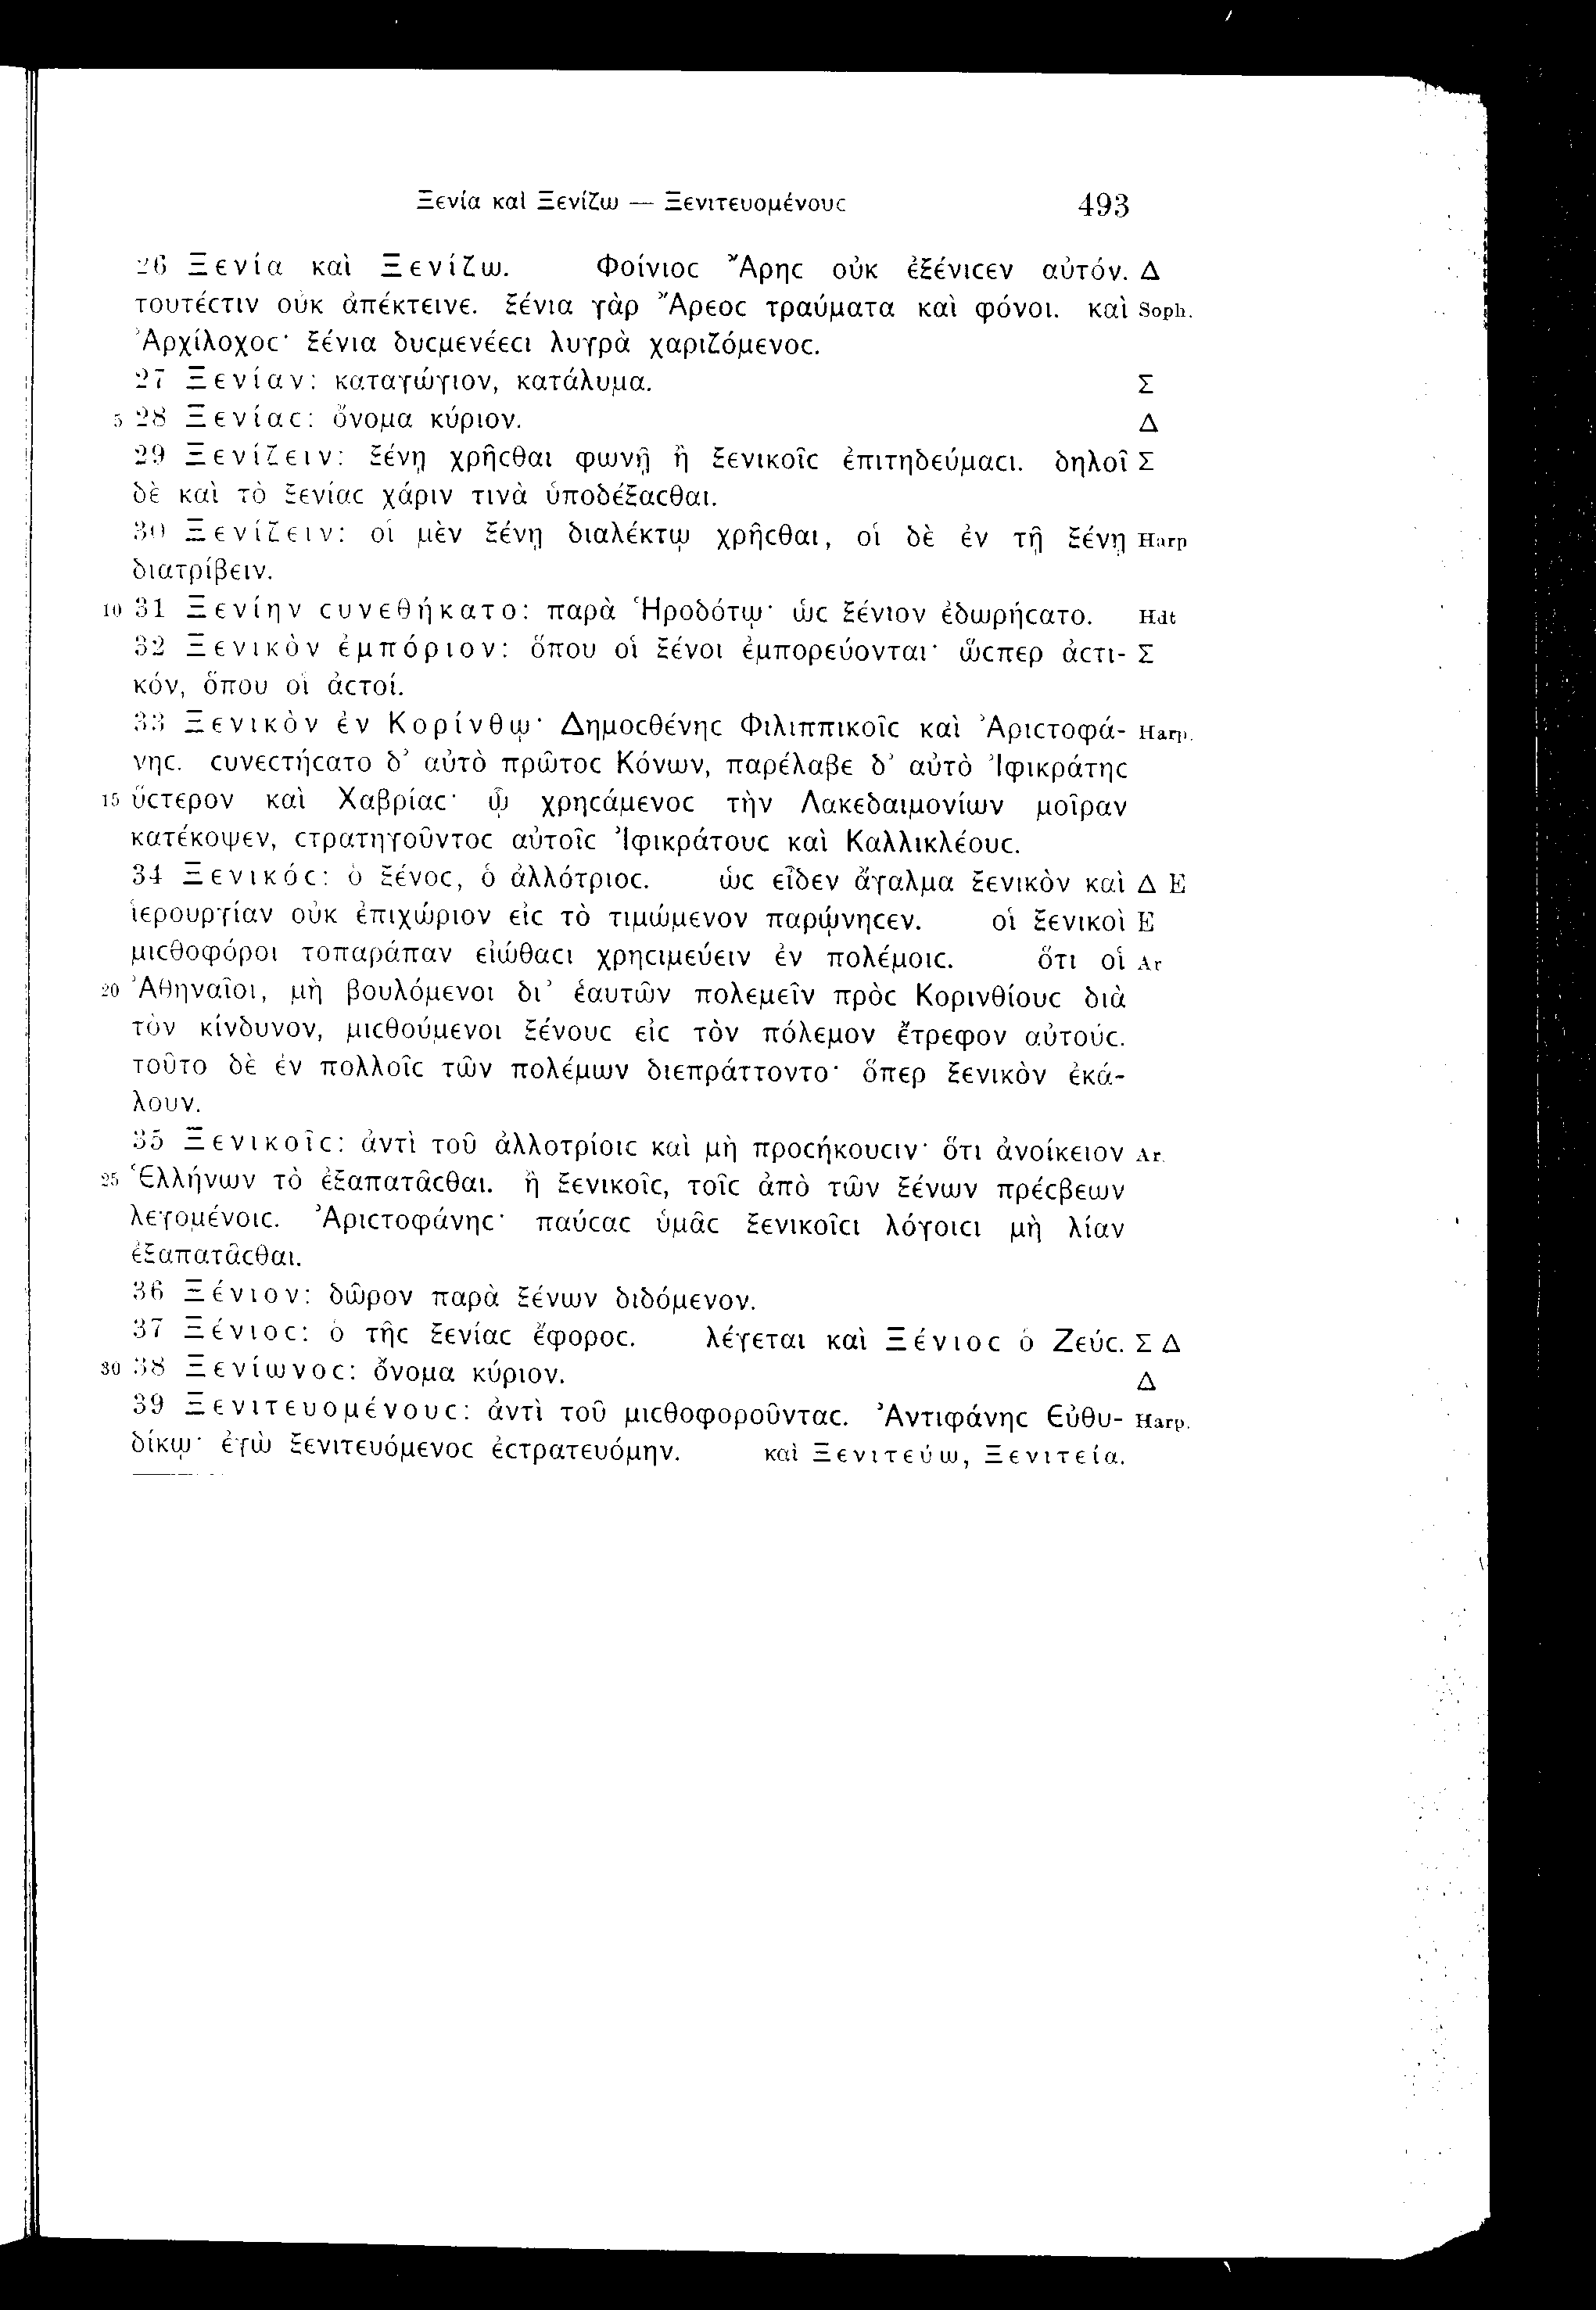 Ξενία καὶ Ξενίζω — Ξενιτευομένουϲ 493
26 Ξενία καὶ Ξενίζω. Φοίνιοϲ Ἄρηϲ οὐκ ἐξένιϲεν αὐτόν. Δ
τουτέϲτιν οὐκ ἀπέκτεινε. ξένια γὰρ Ἄρεοϲ τραύματα καὶ φόνοι. καὶ Soph.
Ἀρχίλοχοϲ· ξένια δυϲμενέεϲι λυγρὰ χαριζόμενοϲ.
27 Ξενίαν: καταγώγιον, κατάλυμα. Σ
5 28 Ξενίαϲ: ὄνομα κύριον. Δ
29 Ξενίζειν: ξένῃ χρῆϲθαι φωνῇ ἢ ξενικοῖϲ ἐπιτηδεύμαϲι. δηλοῖ Σ
δὲ καὶ τὸ ξενίαϲ χάριν τινὰ ὑποδέξαϲθαι.
30 Ξενίζειν: οἱ μὲν ξένῃ διαλέκτῳ χρῆϲθαι, οἱ δὲ ἐν τῇ ξένῃ Harp
διατρίβειν.
10 31 Ξενίην ϲυνεθήκατο: παρὰ Ἡροδότῳ· ὡϲ ξένιον ἐδωρήϲατο. Hdt
32 Ξενικὸν ἐμπόριον: ὅπου οἱ ξένοι ἐμπορεύονται· ὥϲπερ ἀϲτι- Σ
κόν, ὅπου οἱ ἀϲτοί.
33 Ξενικὸν ἐν Κορίνθῳ· Δημοϲθένηϲ Φιλιππικοῖϲ καὶ Ἀριϲτοφά- Harp.
νηϲ. ϲυνεϲτήϲατο δ’ αὐτὸ πρῶτοϲ Κόνων, παρέλαβε δ’ αὐτὸ Ἰφικράτηϲ
15 ὕϲτερον καὶ Χαβρίαϲ· ᾧ χρηϲάμενοϲ τὴν Λακεδαιμονίων μοῖραν
κατέκοψεν, ϲτρατηγοῦντοϲ αὐτοῖϲ Ἰφικράτουϲ καὶ Καλλικλέουϲ.
34 Ξενικόϲ: ὁ ξένοϲ, ὁ ἀλλότριοϲ. ὡϲ εἶδεν ἄγαλμα ξενικὸν καὶ Δ E
ἱερουργίαν οὐκ ἐπιχώριον εἰϲ τὸ τιμώμενον παρῴνηϲεν. οἱ ξενικοὶ E
μιϲθοφόροι τοπαράπαν εἰώθαϲι χρηϲιμεύειν ἐν πολέμοιϲ. ὅτι οἱ Ar
20 Ἀθηναῖοι, μὴ βουλόμενοι δι’ ἑαυτῶν πολεμεῖν πρὸϲ Κορινθίουϲ διὰ
τὸν κίνδυνον, μιϲθούμενοι ξένουϲ εἰϲ τὸν πόλεμον ἔτρεφον αὐτούϲ.
τοῦτο δὲ ἐν πολλοῖϲ τῶν πολέμων διεπράττοντο· ὅπερ ξενικὸν ἐκά-
λουν.
35 Ξενικοῖϲ: ἀντὶ τοῦ ἀλλοτρίοιϲ καὶ μὴ προϲήκουϲιν· ὅτι ἀνοίκειον Ar.
25 Ἑλλήνων τὸ ἐξαπατᾶϲθαι. ἢ ξενικοῖϲ, τοῖϲ ἀπὸ τῶν ξένων πρέϲβεων
λεγομένοιϲ. Ἀριϲτοφάνηϲ· παύϲαϲ ὑμᾶϲ ξενικοῖϲι λόγοιϲι μὴ λίαν
ἐξαπατᾶϲθαι.
36 Ξένιον: δῶρον παρὰ ξένων διδόμενον.
37 Ξένιοϲ: ὁ τῆϲ ξενίαϲ ἔφοροϲ. λέγεται καὶ Ξένιοϲ ὁ Ζεύϲ. Σ Δ
30 38 Ξενίωνοϲ: ὄνομα κύριον. Δ
39 Ξενιτευομένουϲ: ἀντὶ τοῦ μιϲθοφοροῦνταϲ. Ἀντιφάνηϲ Εὐθυ- Harp.
δίκῳ· ἐγὼ ξενιτευόμενοϲ ἐϲτρατευόμην. καὶ Ξενιτεύω, Ξενιτεία.